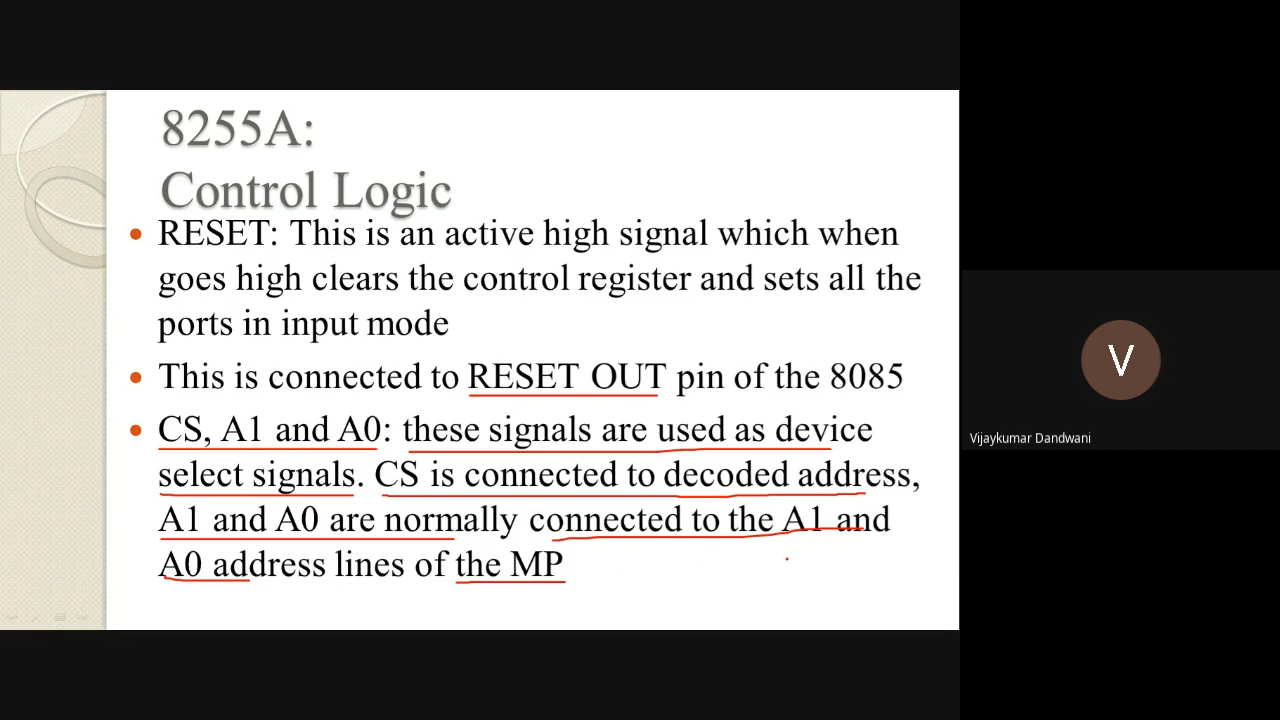 8255A:
Control Logic
• RESET: This is an active high signal which when
goes high clears the control register and sets all the
ports in input mode
• This is connected to RESET OUT pin of the 8085
• CS, A1 and A0: these signals are used as device
select signals. CS is connected to decoded address,
A1 and A0 are normally connected to the A1 and
A0 address lines of the MP
V
Vijaykumar Dandwani